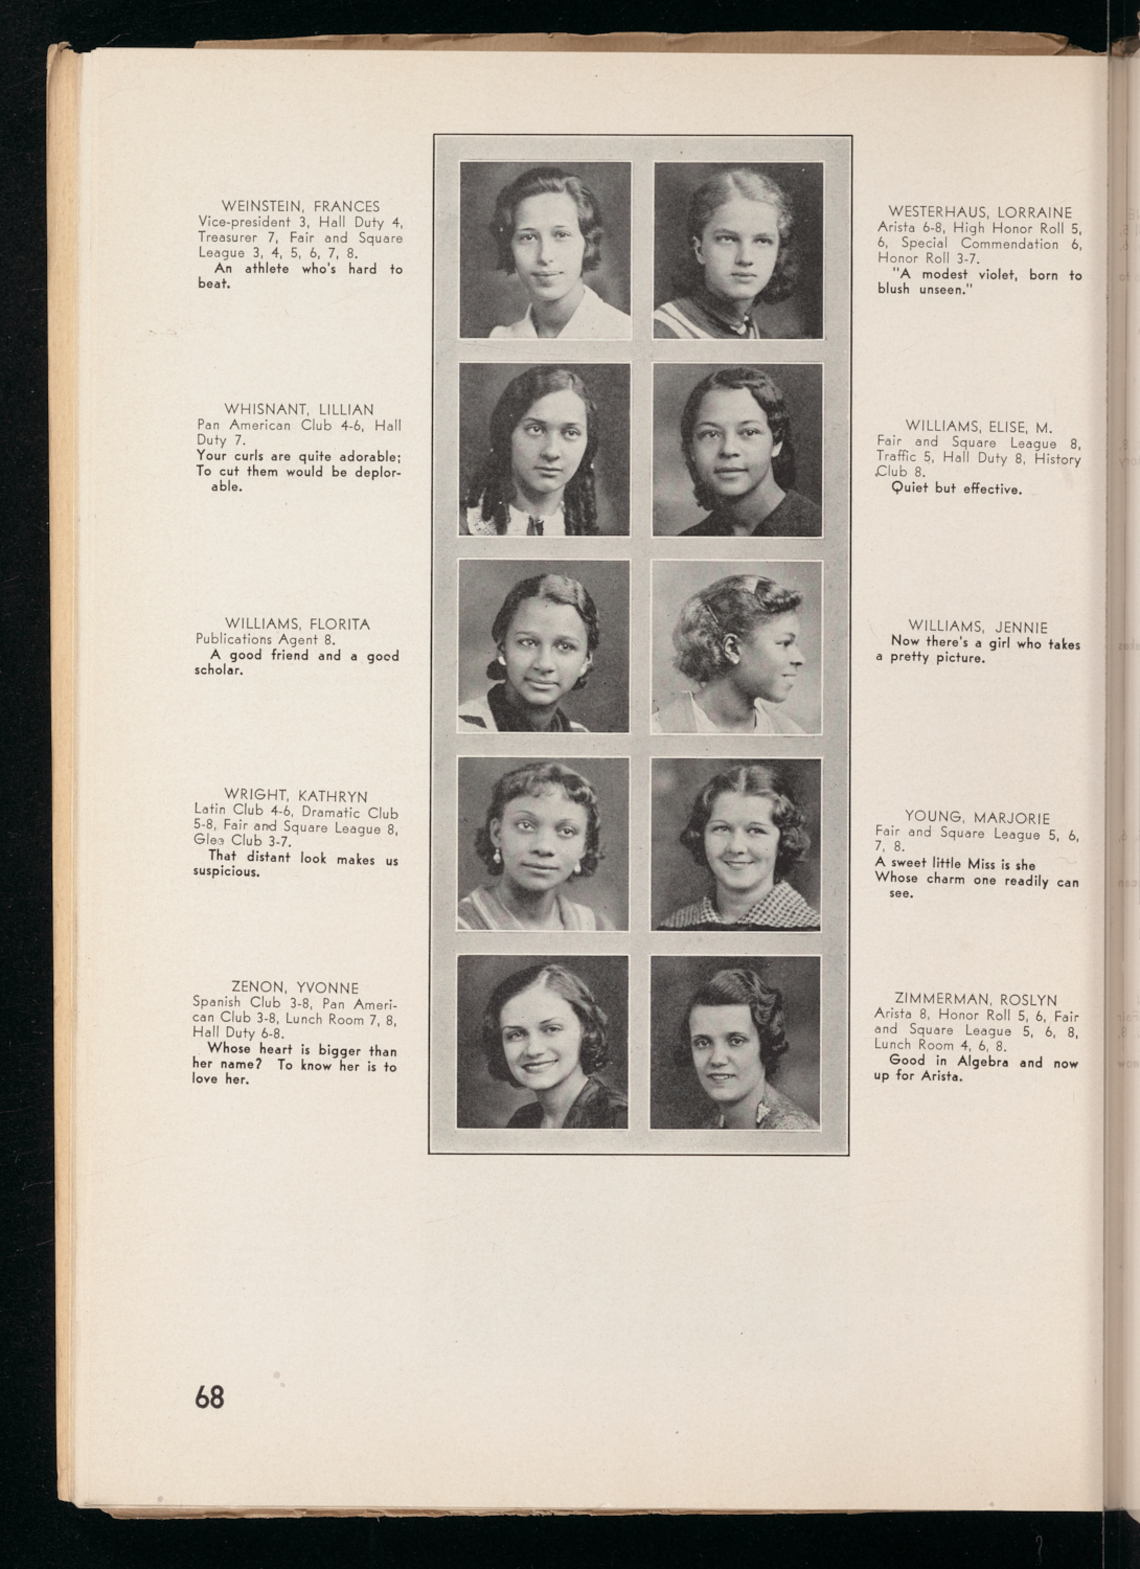 WEINSTEIN, FRANCES
Vice-president 3, Hall Duty 4,
Treasurer 7, Fair and Square
League 3, 4, 5, 6, 7, 8.
An athlete who's hard to
beat.
WESTERHAUS, LORRAINE
Arista 6-8, High Honor Roll 5,
6, Special Commendation 6,
Honor Roll 3-7.
"A modest violet, born to
blush unseen."
WHISNANT, LILLIAN
Pan American Club 4-6, Hall
Duty 7.
Your curls are quite adorable;
To cut them would be deplor-
able.
WILLIAMS, ELISE, M.
Fair and Square League 8,
Traffic 5, Hall Duty 8, History
Club 8.
Quiet but effective.
WILLIAMS, FLORITA
Publications Agent 8.
A good friend and a good
scholar.
WILLIAMS, JENNIE
Now there's a girl who takes
a pretty picture.
WRIGHT, KATHRYN
Latin Club 4-6, Dramatic Club
5-8, Fair and Square League 8,
Glee Club 3-7.
That distant look makes us
suspicious.
YOUNG, MARJORIE
Fair and Square League 5, 6,
7, 8.
A sweet little Miss is she
Whose charm one readily can
see.
ZENON, YVONNE
Spanish Club 3-8, Pan Ameri-
can Club 3-8, Lunch Room 7, 8,
Hall Duty 6-8.
Whose heart is bigger than
her name? To know her is to
love her.
ZIMMERMAN, ROSLYN
Arista 8, Honor Roll 5, 6, Fair
and Square League 5, 6, 8,
Lunch Room 4, 6, 8.
Good in Algebra and now
up for Arista.
68